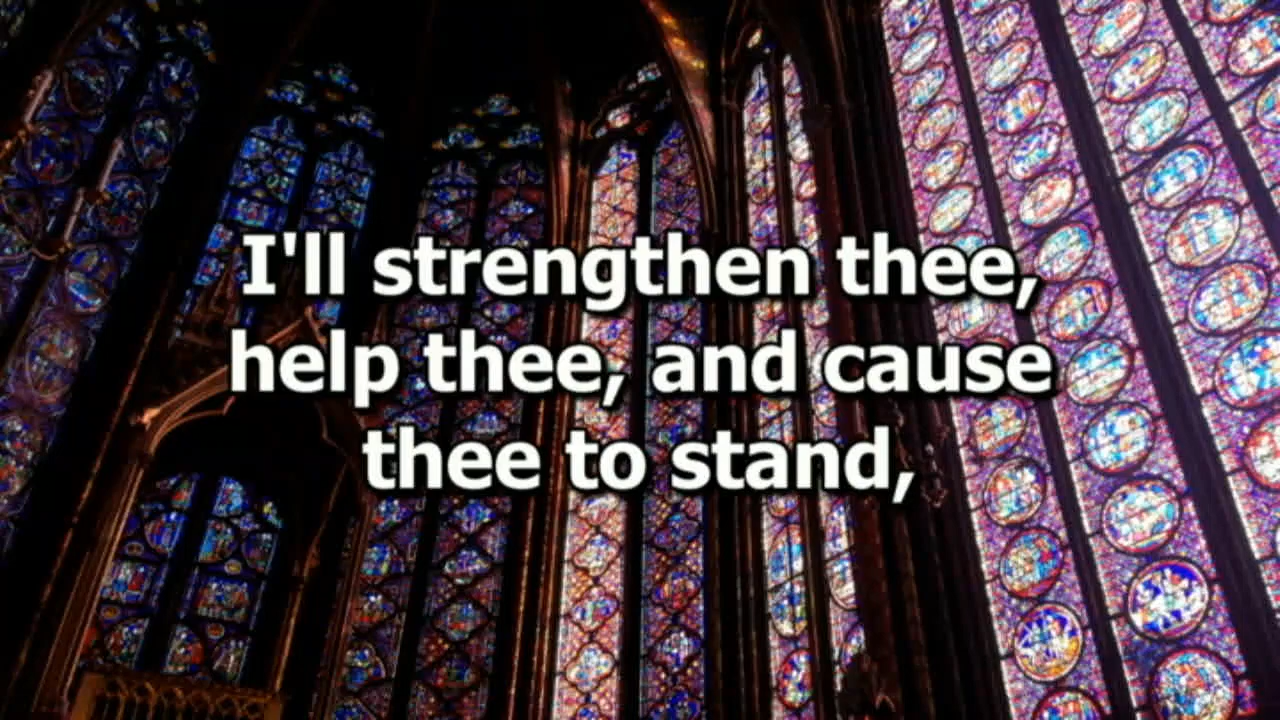 I'll strengthen thee,
help thee, and cause
thee to stand,